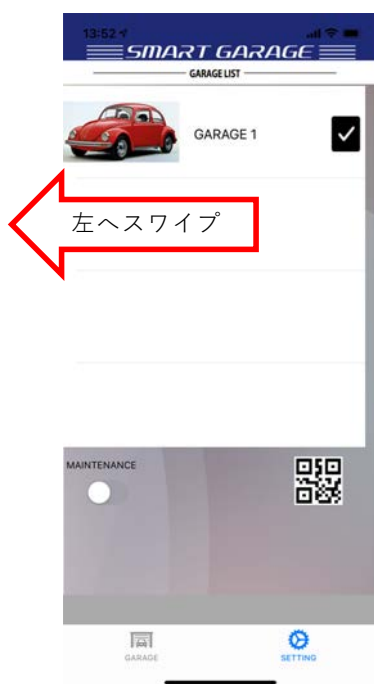 13:52
SMART GARAGE
GARAGE LIST
GARAGE 1
左へスワイプ
MAINTENANCE
GARAGE
SETTING